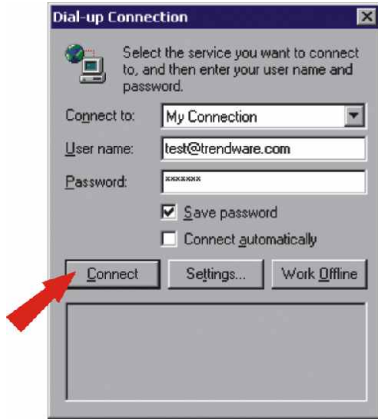 Dial-up Connection
Select the service you want to connect
to, and then enter your user name and
password.
Connect to: My Connection
User name: test@trendware.com
Password: xxxxxxx
Save password
Connect automatically
Connect Settings... Work Offline